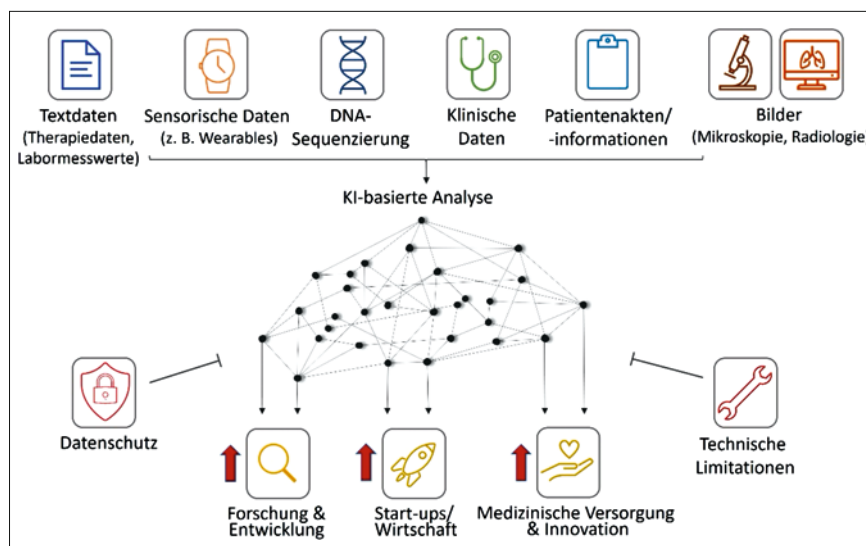 Textdaten
(Therapiedaten,
Labormesswerte)
Sensorische Daten
(z. B. Wearables)
DNA-
Sequenzierung
Klinische
Daten
Patientenakten/
-informationen
Bilder
(Mikroskopie, Radiologie)
KI-basierte Analyse
Datenschutz
Technische
Limitationen
Forschung &
Entwicklung
Start-ups/
Wirtschaft
Medizinische Versorgung
& Innovation